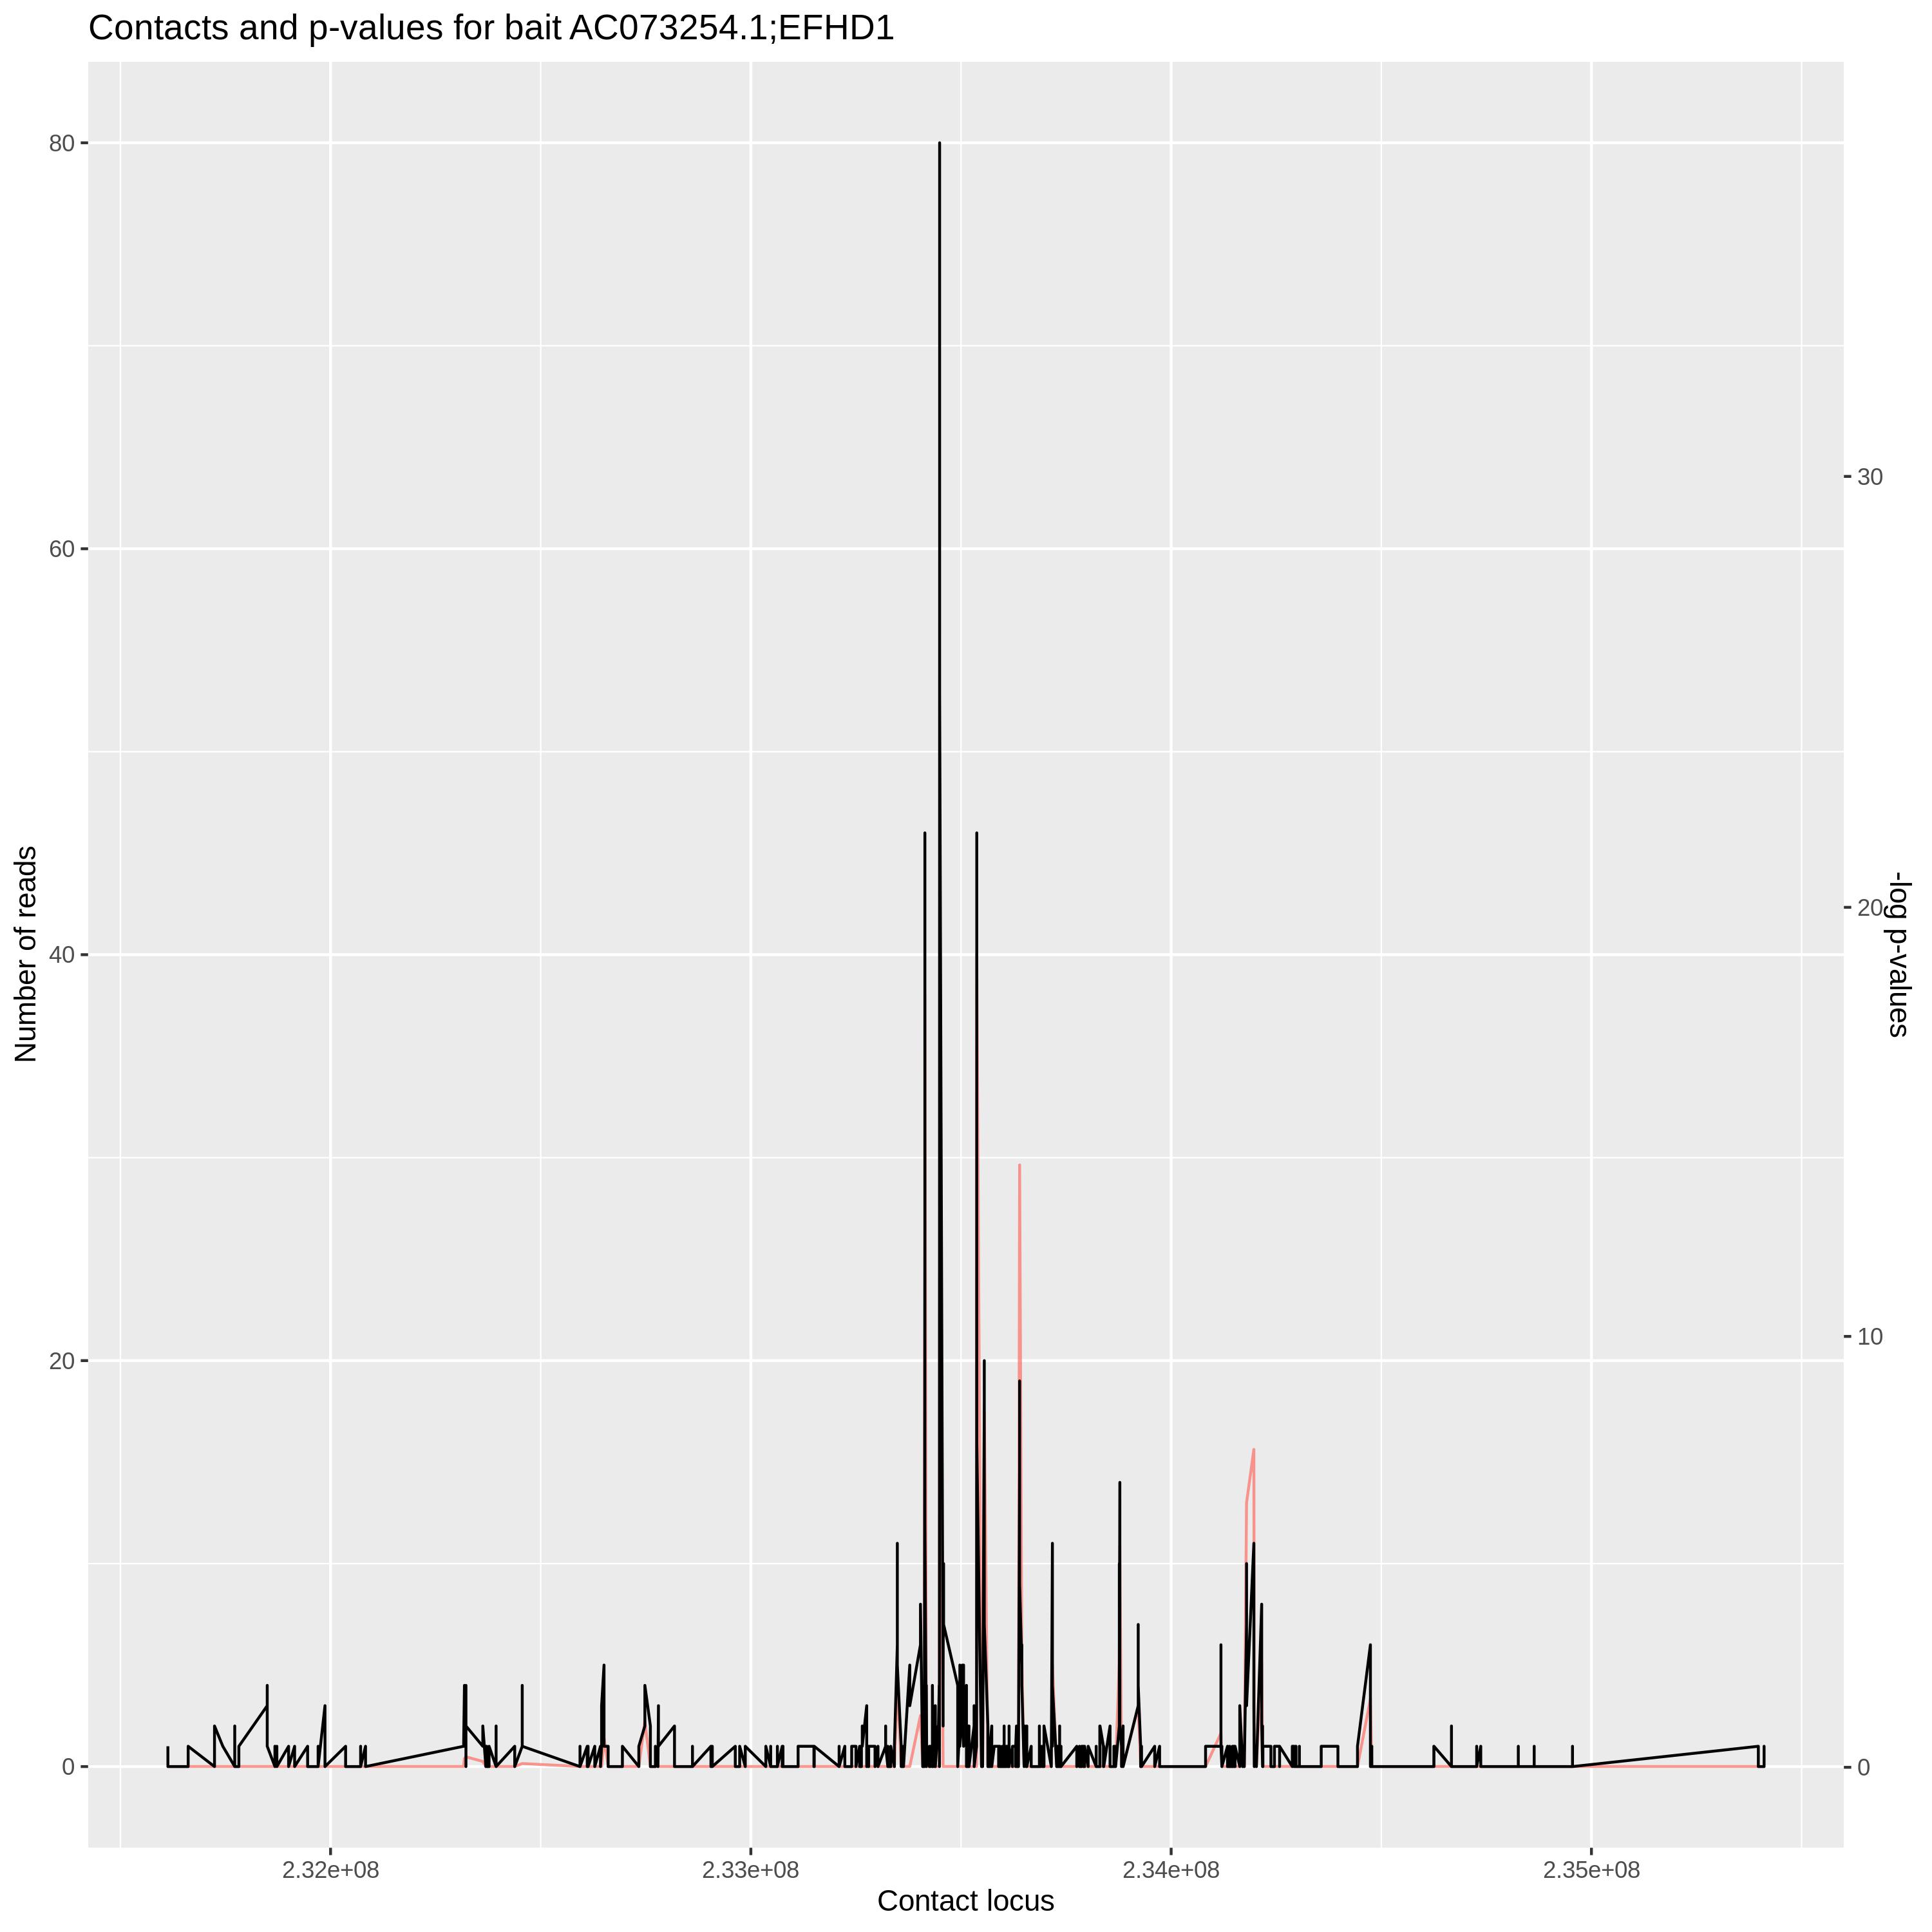 Contacts and p-values for bait AC073254.1;EFHD1
80
60
40
20
0
Number of reads
30
20
10
0
-log p-values
2.32e+08
2.33e+08
2.34e+08
2.35e+08
Contact locus